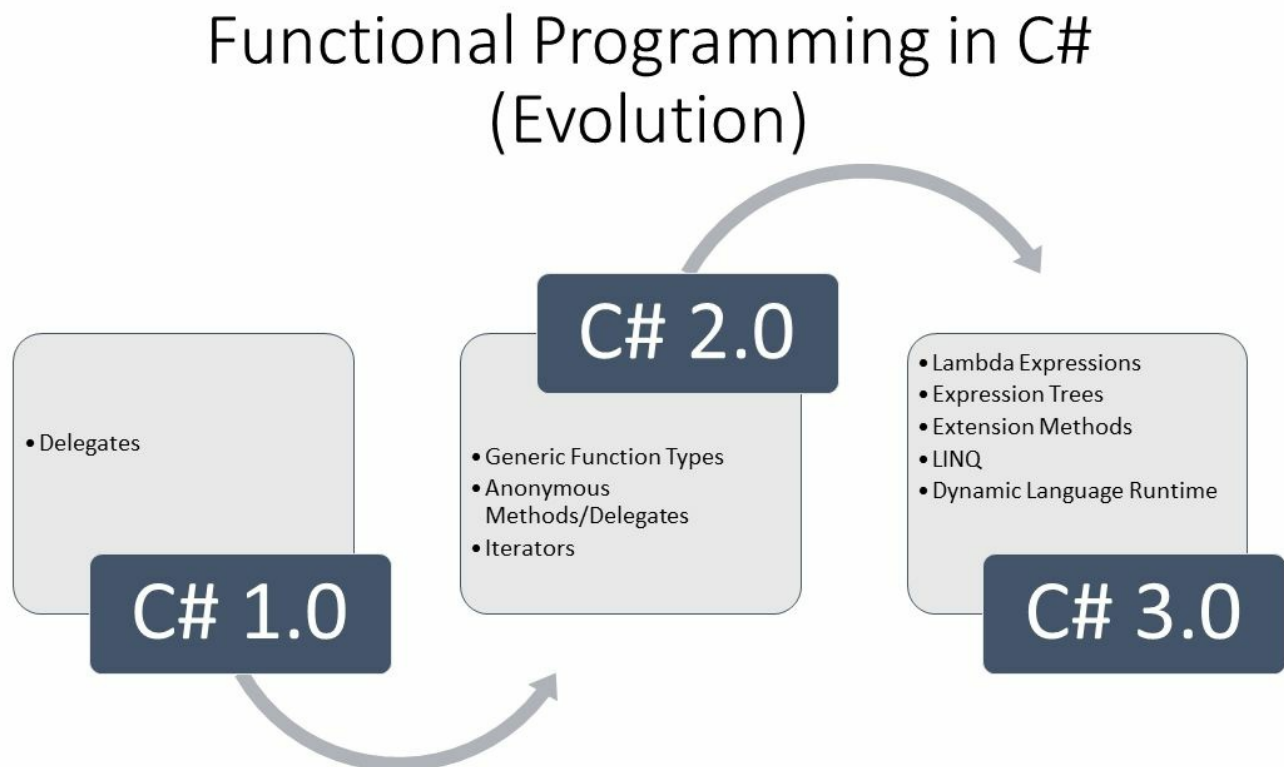 Functional Programming in C#
(Evolution)
• Delegates
C# 1.0
C# 2.0
• Generic Function Types
• Anonymous
Methods/Delegates
• Iterators
• Lambda Expressions
• Expression Trees
• Extension Methods
• LINQ
• Dynamic Language Runtime
C# 3.0